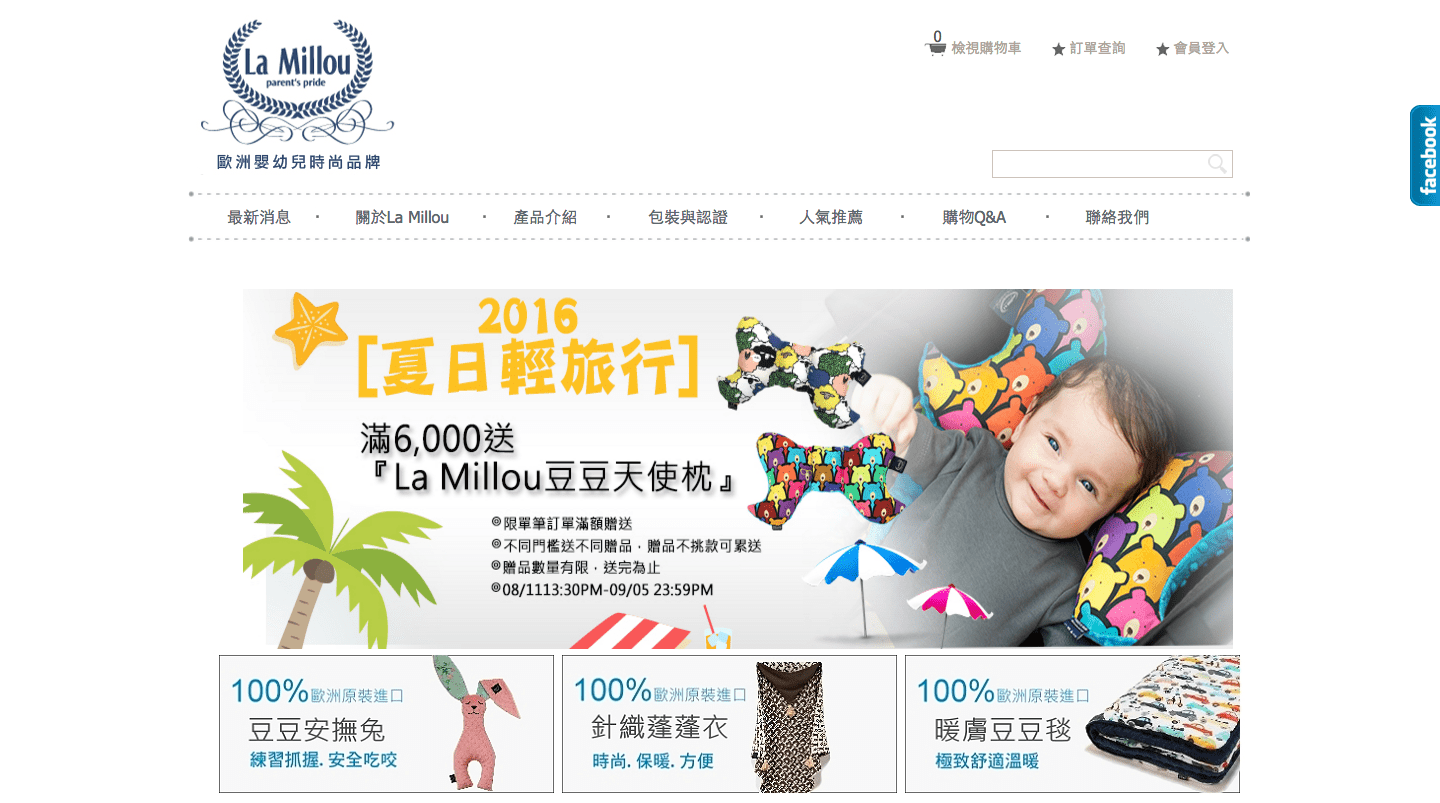 La Millou
parent's pride
歐洲嬰幼兒時尚品牌
0
檢視購物車
訂單查詢
會員登入
facebook
最新消息 · 關於La Millou · 產品介紹 · 包裝與認證 · 人氣推薦 · 購物Q&A · 聯絡我們
2016
[夏日輕旅行]
滿6,000送
『La Millou豆豆天使枕』
◎限單筆訂單滿額贈送
◎不同門檻送不同贈品，贈品不挑款可累送
◎贈品數量有限，送完為止
◎08/1113:30PM-09/05 23:59PM
100%歐洲原裝進口
豆豆安撫兔
練習抓握. 安全吃咬
100%歐洲原裝進口
針織蓬蓬衣
時尚. 保暖. 方便
100%歐洲原裝進口
暖膚豆豆毯
極致舒適溫暖